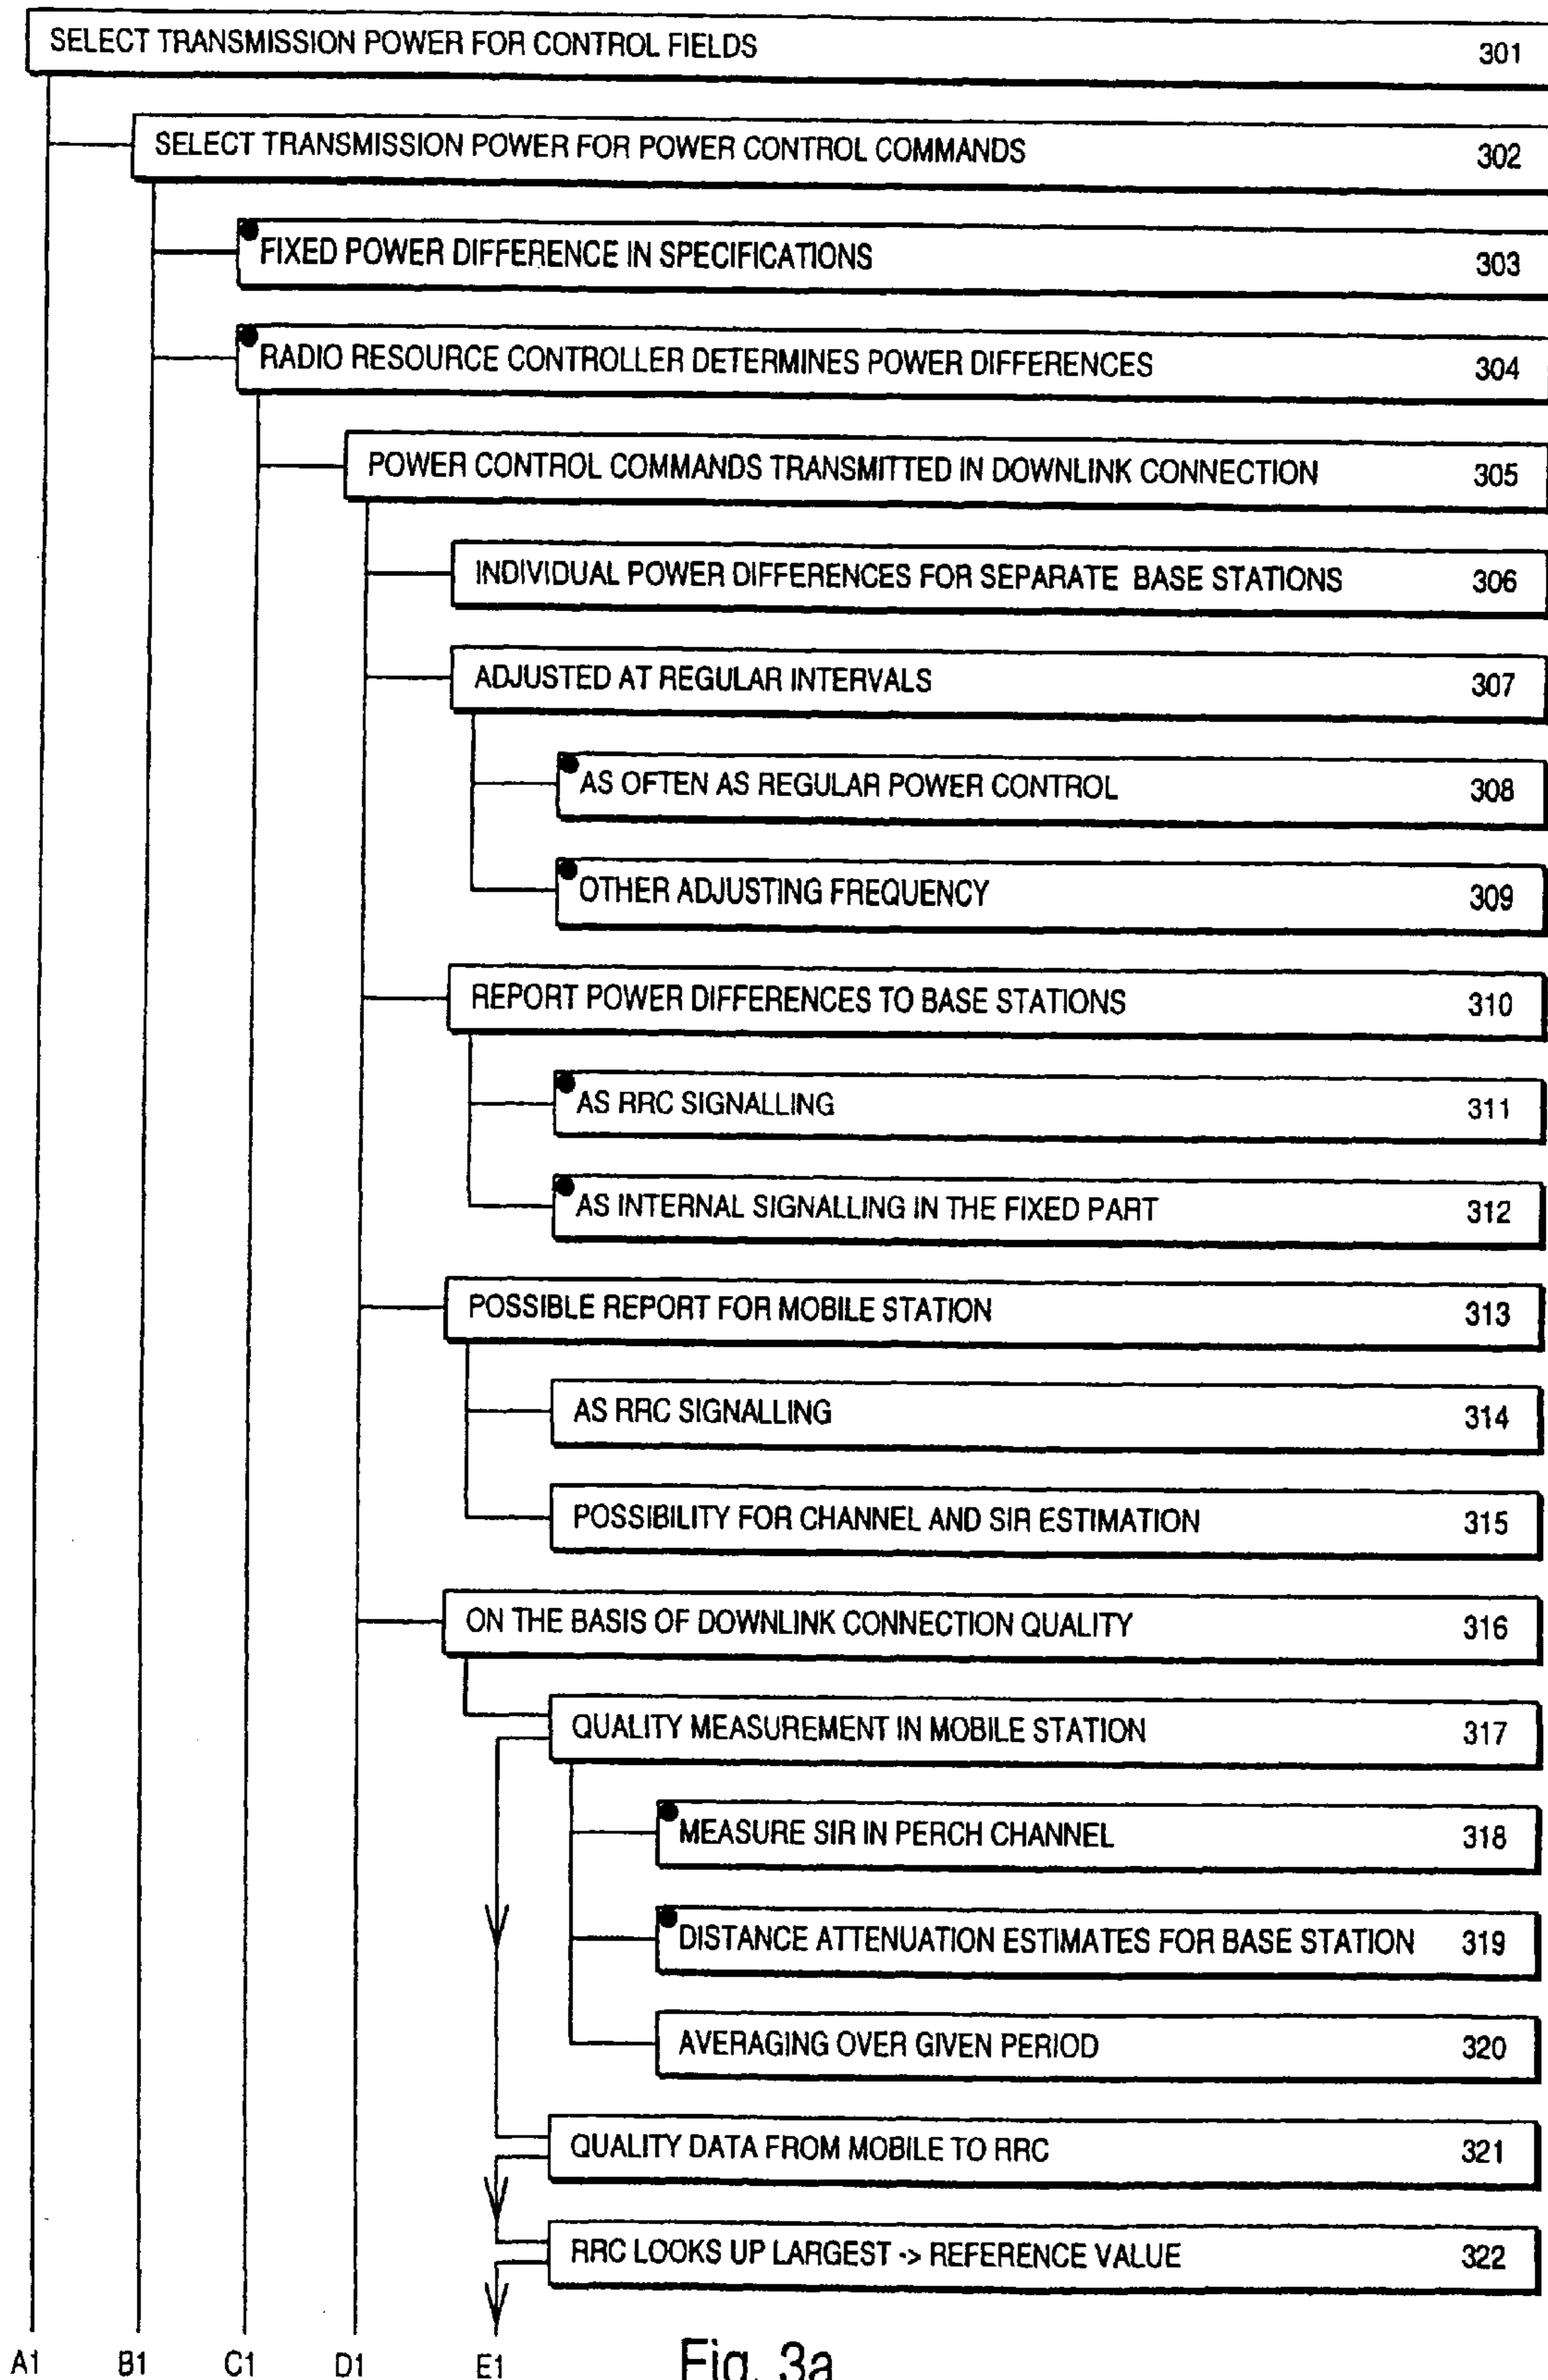 SELECT TRANSMISSION POWER FOR CONTROL FIELDS 301
SELECT TRANSMISSION POWER FOR POWER CONTROL COMMANDS 302
FIXED POWER DIFFERENCE IN SPECIFICATIONS 303
RADIO RESOURCE CONTROLLER DETERMINES POWER DIFFERENCES 304
POWER CONTROL COMMANDS TRANSMITTED IN DOWNLINK CONNECTION 305
INDIVIDUAL POWER DIFFERENCES FOR SEPARATE BASE STATIONS 306
ADJUSTED AT REGULAR INTERVALS 307
AS OFTEN AS REGULAR POWER CONTROL 308
OTHER ADJUSTING FREQUENCY 309
REPORT POWER DIFFERENCES TO BASE STATIONS 310
AS RRC SIGNALLING 311
AS INTERNAL SIGNALLING IN THE FIXED PART 312
POSSIBLE REPORT FOR MOBILE STATION 313
AS RRC SIGNALLING 314
POSSIBILITY FOR CHANNEL AND SIR ESTIMATION 315
ON THE BASIS OF DOWNLINK CONNECTION QUALITY 316
QUALITY MEASUREMENT IN MOBILE STATION 317
MEASURE SIR IN PERCH CHANNEL 318
DISTANCE ATTENUATION ESTIMATES FOR BASE STATION 319
AVERAGING OVER GIVEN PERIOD 320
QUALITY DATA FROM MOBILE TO RRC 321
RRC LOOKS UP LARGEST -> REFERENCE VALUE 322
A1 B1 C1 D1 E1
Fig. 3a